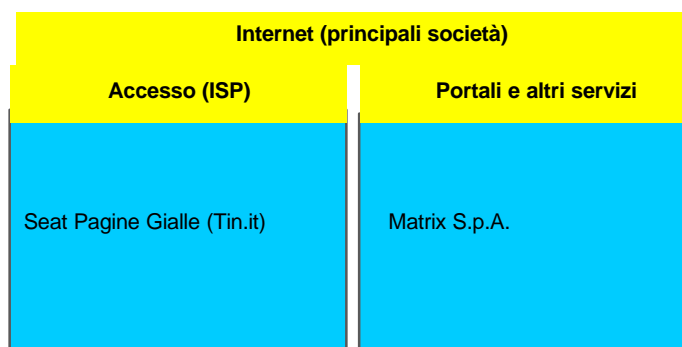 Internet (principali società)
Accesso (ISP)
Portali e altri servizi
Seat Pagine Gialle (Tin.it)
Matrix S.p.A.